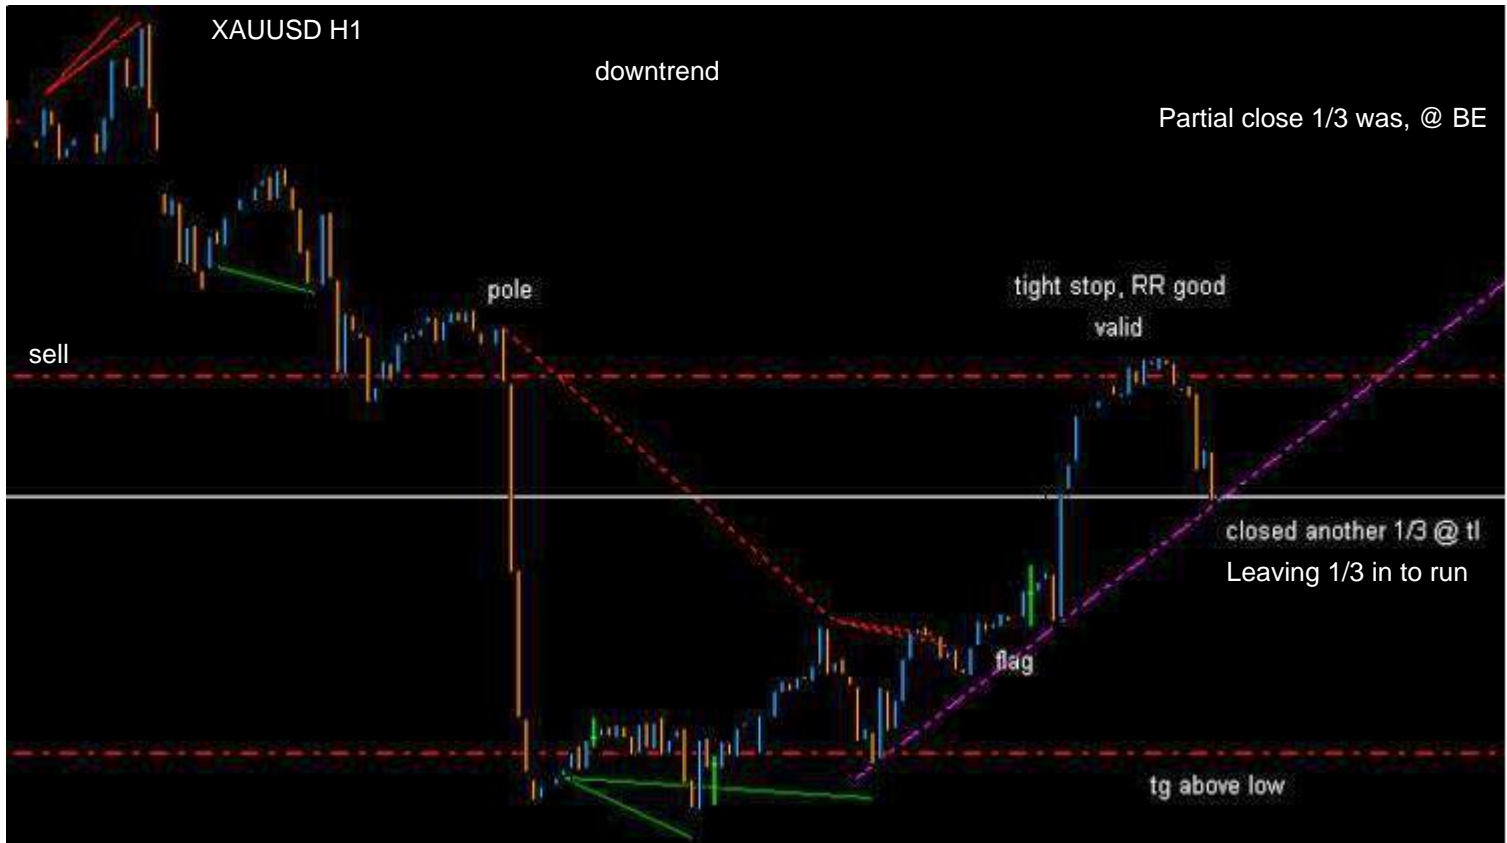 XAUUSD H1
downtrend
Partial close 1/3 was, @ BE
pole
tight stop, RR good
valid
sell
closed another 1/3 @ tl
Leaving 1/3 in to run
flag
tg above low